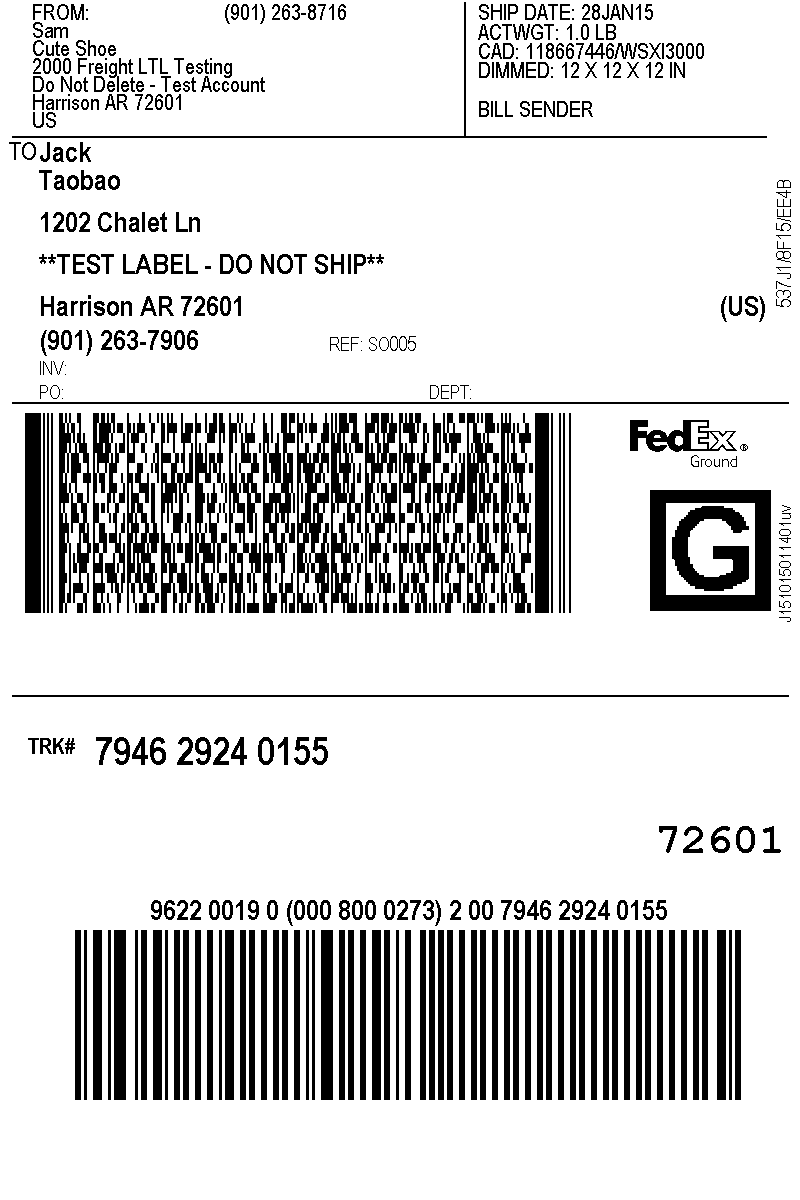 FROM: (901) 263-8716
Sam
Cute Shoe
2000 Freight LTL Testing
Do Not Delete - Test Account
Harrison AR 72601
US
SHIP DATE: 28JAN15
ACTWGT: 1.0 LB
CAD: 118667446/WSXI3000
DIMMED: 12 X 12 X 12 IN
BILL SENDER
TO Jack
Taobao
1202 Chalet Ln
**TEST LABEL - DO NOT SHIP**
Harrison AR 72601 (US)
(901) 263-7906 REF: SO005
INV:
PO: DEPT:
537J1/8F15/EE4B
FedEx®
Ground
G
J151015011401uv
TRK# 7946 2924 0155
72601
9622 0019 0 (000 800 0273) 2 00 7946 2924 0155